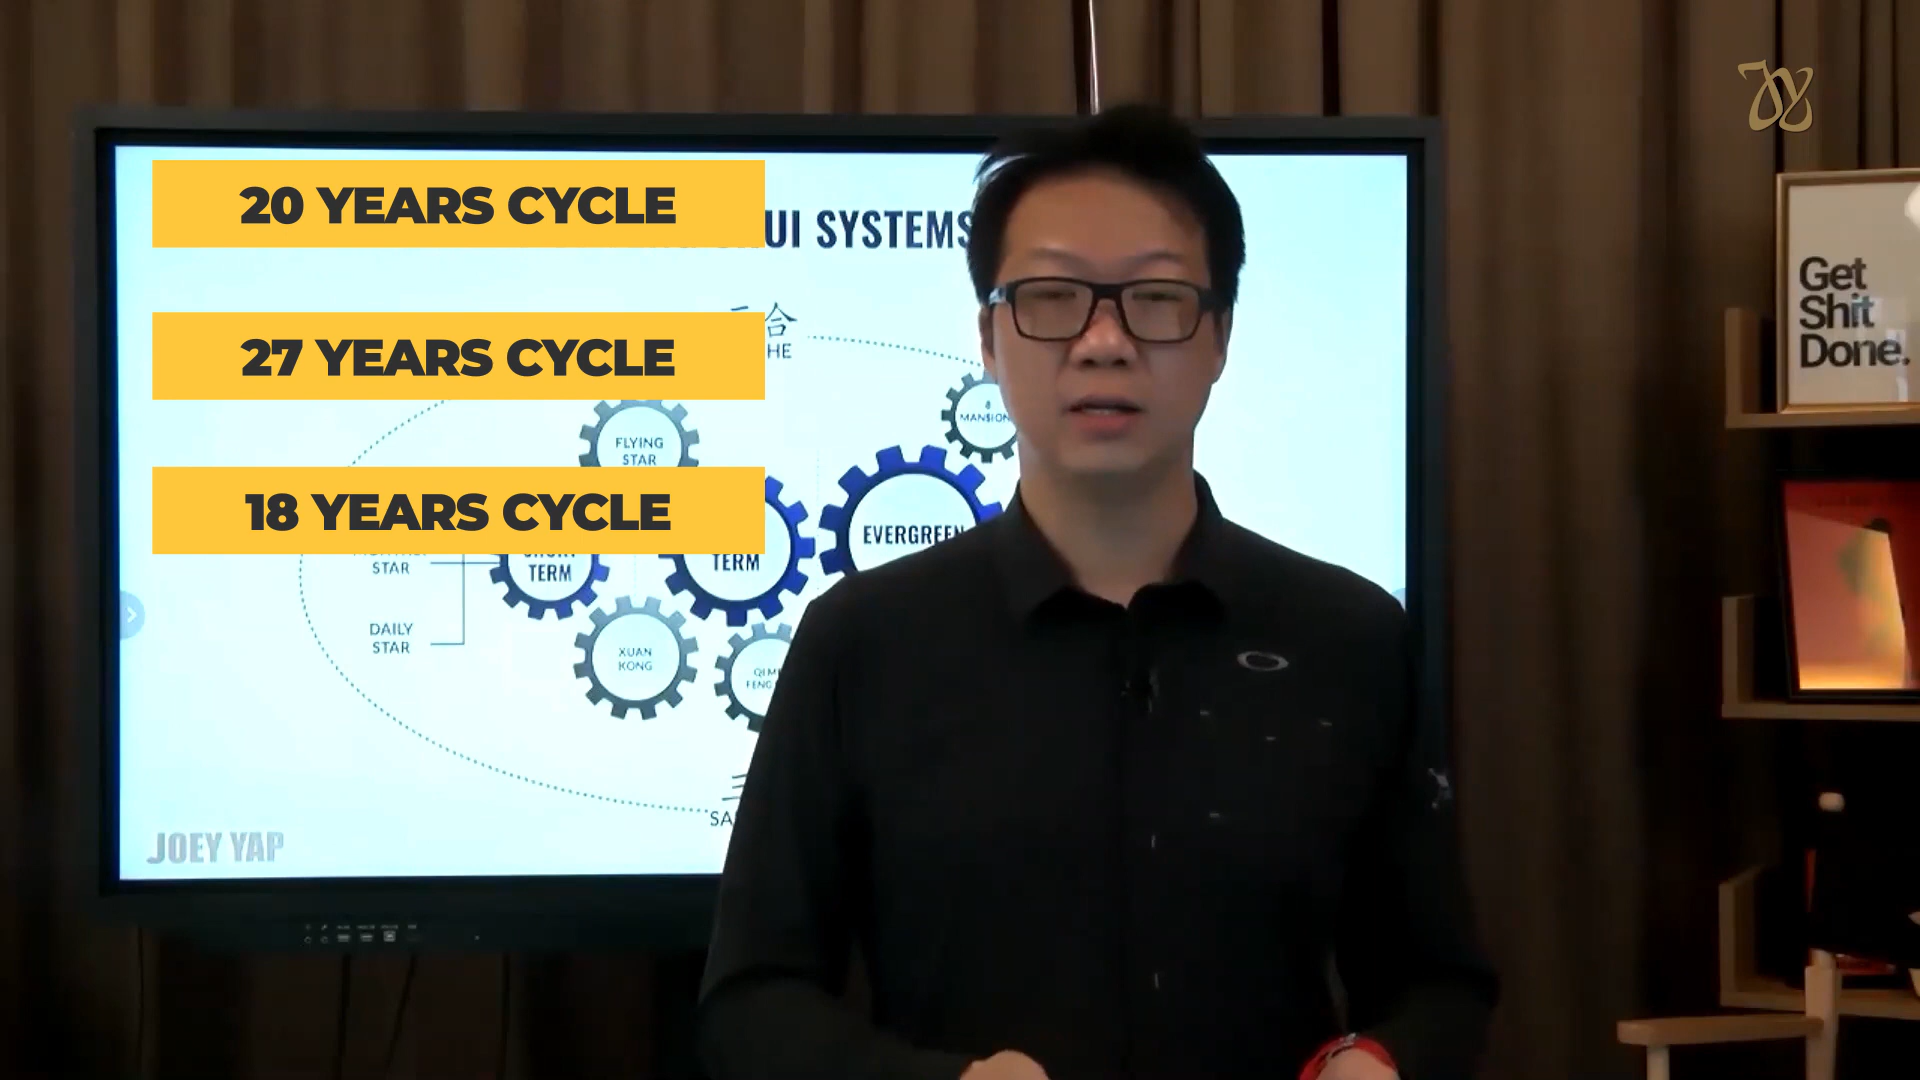 20 YEARS CYCLE
UI SYSTEMS
27 YEARS CYCLE
合
HE
8
MANSION
FLYING
STAR
18 YEARS CYCLE
EVERGREEN
STAR
TERM
TERM
DAILY
STAR
XUAN
KONG
JOEY YAP
Get
Shit
Done.